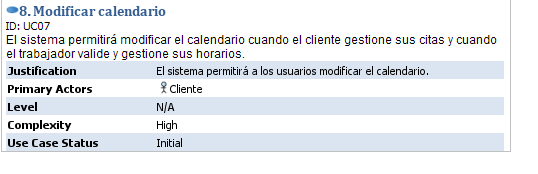 8. Modificar calendario
ID: UC07
El sistema permitirá modificar el calendario cuando el cliente gestione sus citas y cuando
el trabajador valide y gestione sus horarios.
Justification El sistema permitirá a los usuarios modificar el calendario.
Primary Actors Cliente
Level N/A
Complexity High
Use Case Status Initial